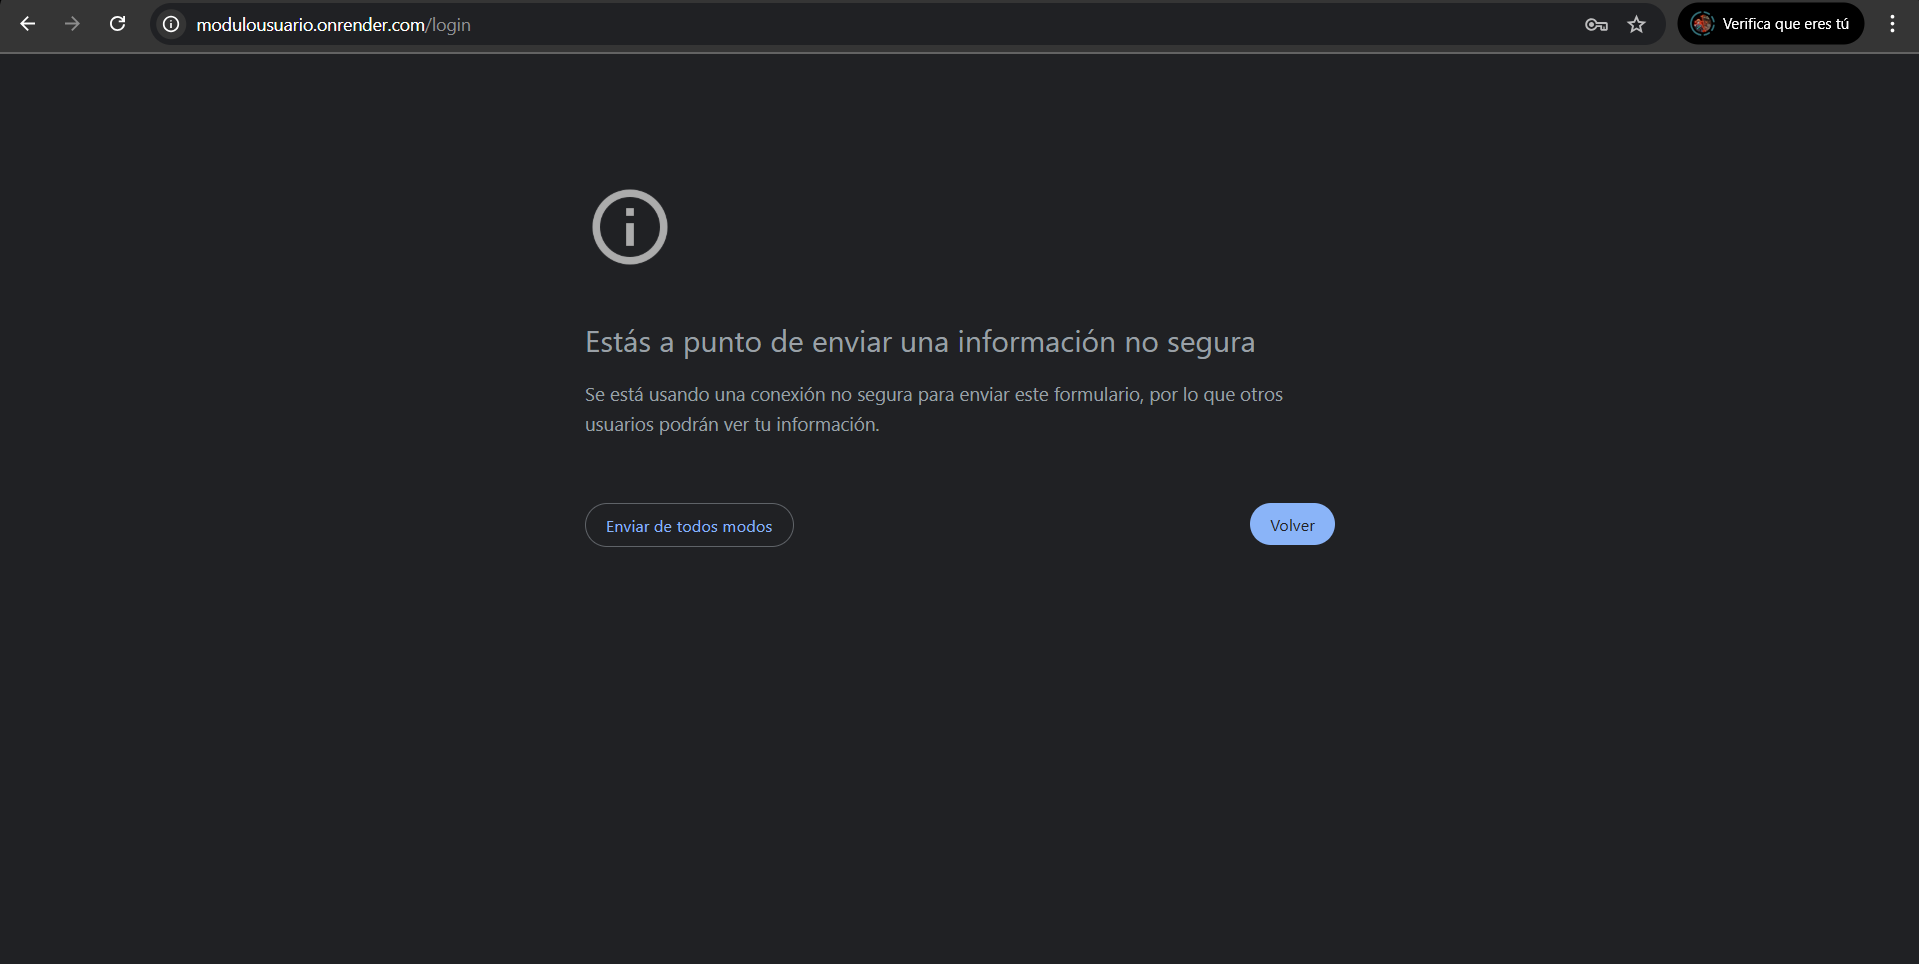 modulousuario.onrender.com/login
Verifica que eres tú
Estás a punto de enviar una información no segura
Se está usando una conexión no segura para enviar este formulario, por lo que otros
usuarios podrán ver tu información.
Enviar de todos modos
Volver